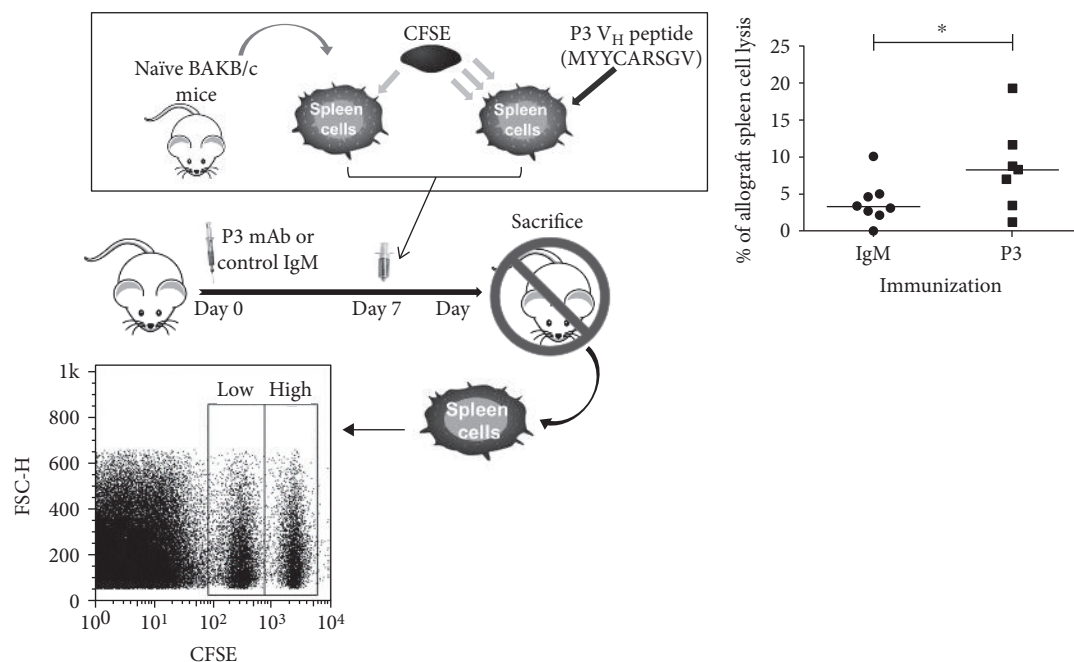 Naïve BAKB/c
mice
CFSE
P3 V_H peptide
(MYYCARSGV)
Spleen
cells
Spleen
cells
P3 mAb or
control IgM
Day 0
Day 7
Day
Sacrifice
Spleen
cells
Low
High
1k
800
600
400
200
0
FSC-H
10^0
10^1
10^2
10^3
10^4
CFSE
*
% of allograft spleen cell lysis
25
20
15
10
5
0
IgM
P3
Immunization